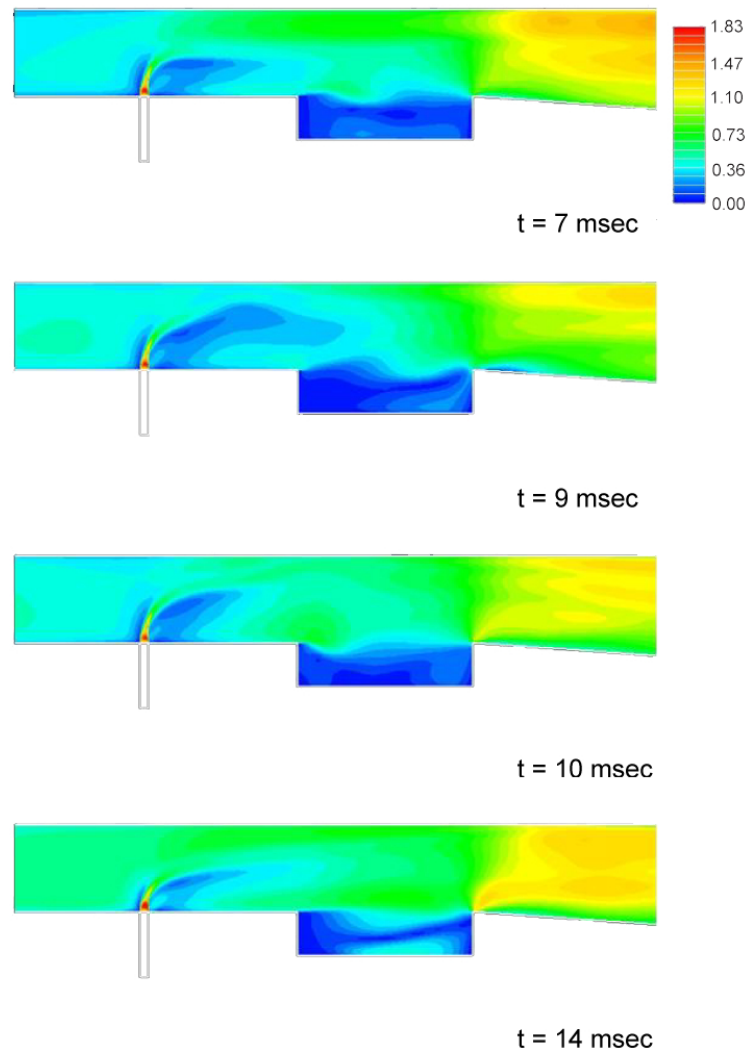 1.83
1.47
1.10
0.73
0.36
0.00
t = 7 msec
t = 9 msec
t = 10 msec
t = 14 msec